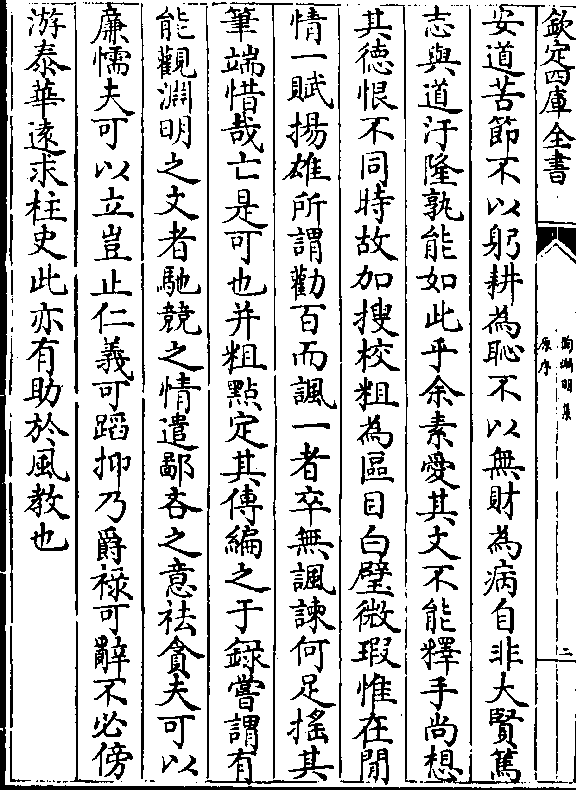 欽定四庫全書
陶淵明集
原序
二
安道苦節不以躬耕為恥不以無財為病自非大賢篤
志與道汙隆孰能如此乎余素愛其文不能釋手尚想
其徳恨不同時故加搜校粗為區目白璧微瑕惟在閒
情一賦揚雄所謂勸百而諷一者卒無諷諫何足揺其
筆端惜哉亡是可也并粗㸃定其傳編之于録嘗謂有
能觀淵明之文者馳競之情遣鄙吝之意袪貪夫可以
亷懦夫可以立豈止仁義可蹈抑乃爵禄可辭不必傍
游泰華逺求柱史此亦有助於風教也